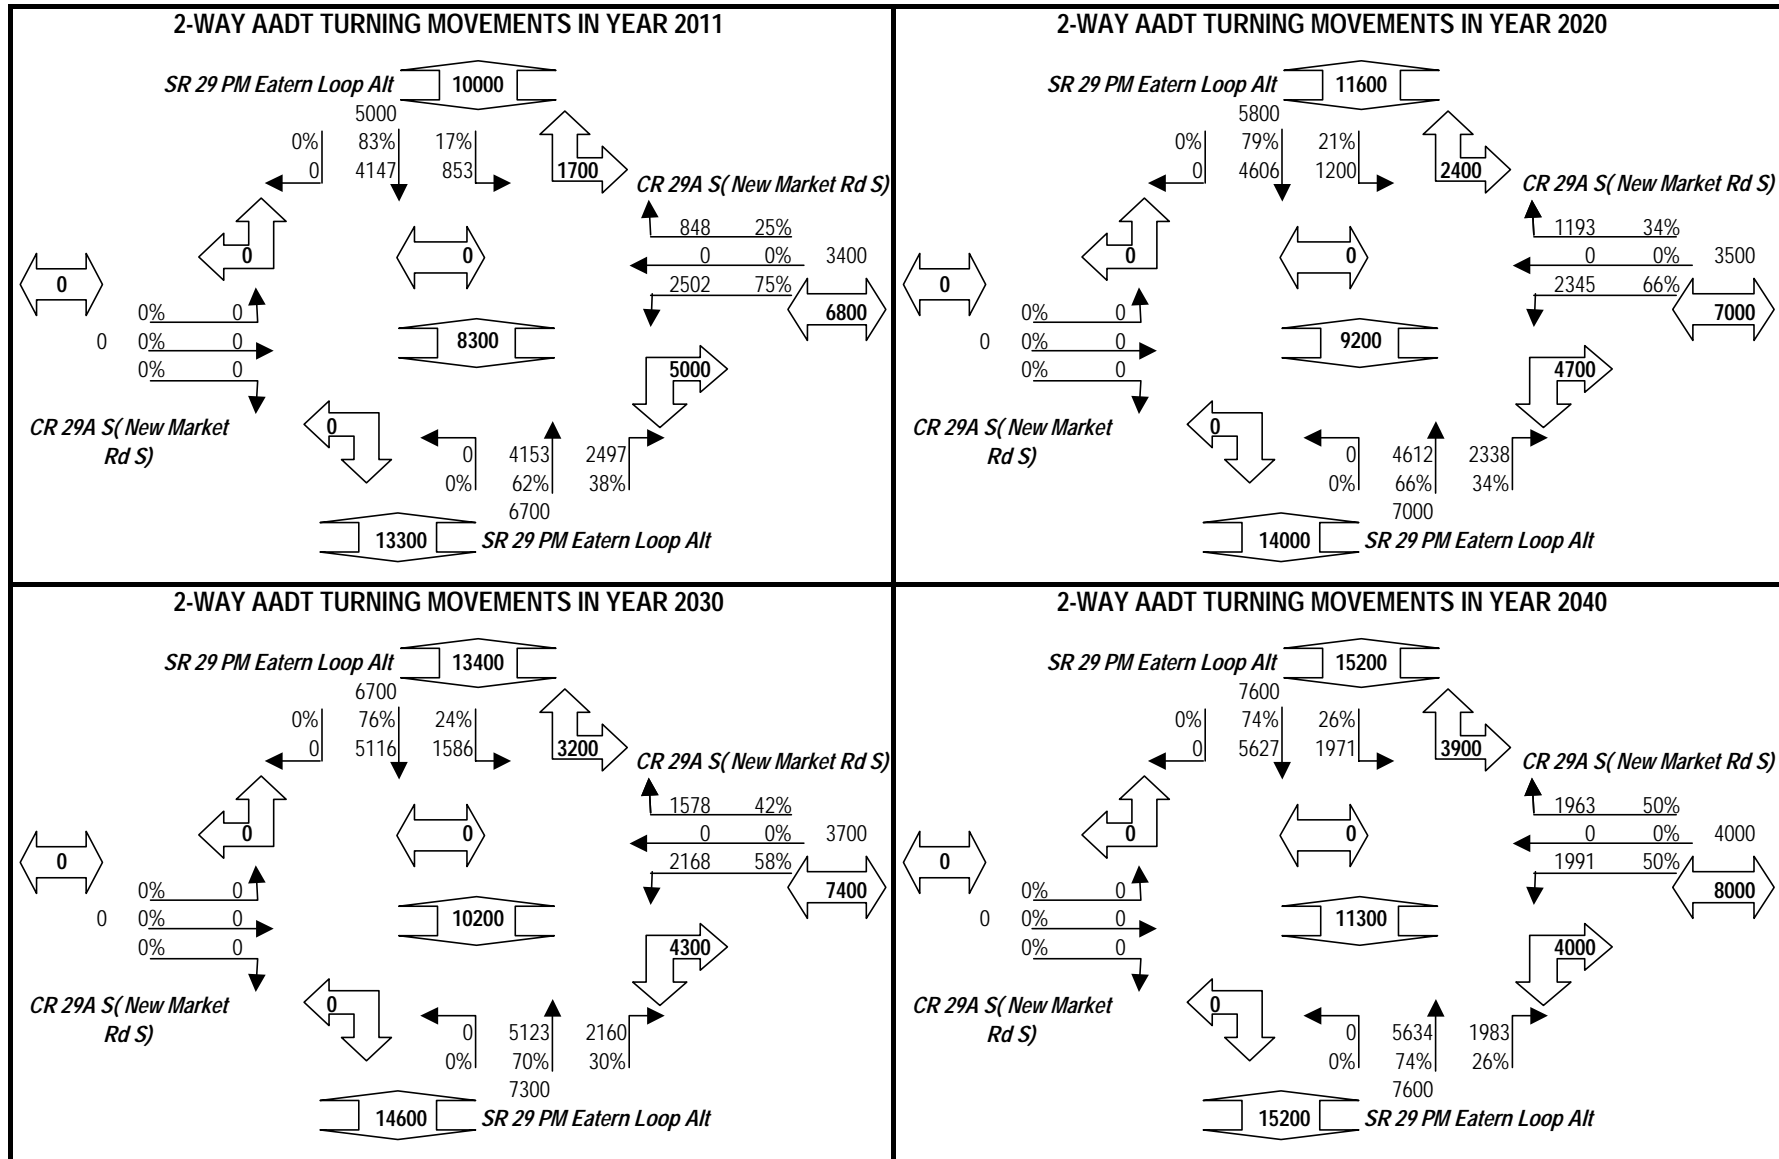 2-WAY AADT TURNING MOVEMENTS IN YEAR 2011
SR 29 PM Eatern Loop Alt 10000
5000
0% 83% 17%
0 4147 853
1700
CR 29A S( New Market Rd S)
848 25%
0 0% 3400
2502 75%
6800
0
0
0
0% 0
0 0% 0
0% 0
8300
5000
CR 29A S( New Market
Rd S)
0
0 4153 2497
0% 62% 38%
6700
13300 SR 29 PM Eatern Loop Alt
2-WAY AADT TURNING MOVEMENTS IN YEAR 2020
SR 29 PM Eatern Loop Alt 11600
5800
0% 79% 21%
0 4606 1200
2400
CR 29A S( New Market Rd S)
1193 34%
0 0% 3500
2345 66%
7000
0
0
0
0% 0
0 0% 0
0% 0
9200
4700
CR 29A S( New Market
Rd S)
0
0 4612 2338
0% 66% 34%
7000
14000 SR 29 PM Eatern Loop Alt
2-WAY AADT TURNING MOVEMENTS IN YEAR 2030
SR 29 PM Eatern Loop Alt 13400
6700
0% 76% 24%
0 5116 1586
3200
CR 29A S( New Market Rd S)
1578 42%
0 0% 3700
2168 58%
7400
0
0
0
0% 0
0 0% 0
0% 0
10200
4300
CR 29A S( New Market
Rd S)
0
0 5123 2160
0% 70% 30%
7300
14600 SR 29 PM Eatern Loop Alt
2-WAY AADT TURNING MOVEMENTS IN YEAR 2040
SR 29 PM Eatern Loop Alt 15200
7600
0% 74% 26%
0 5627 1971
3900
CR 29A S( New Market Rd S)
1963 50%
0 0% 4000
1991 50%
8000
0
0
0
0% 0
0 0% 0
0% 0
11300
4000
CR 29A S( New Market
Rd S)
0
0 5634 1983
0% 74% 26%
7600
15200 SR 29 PM Eatern Loop Alt